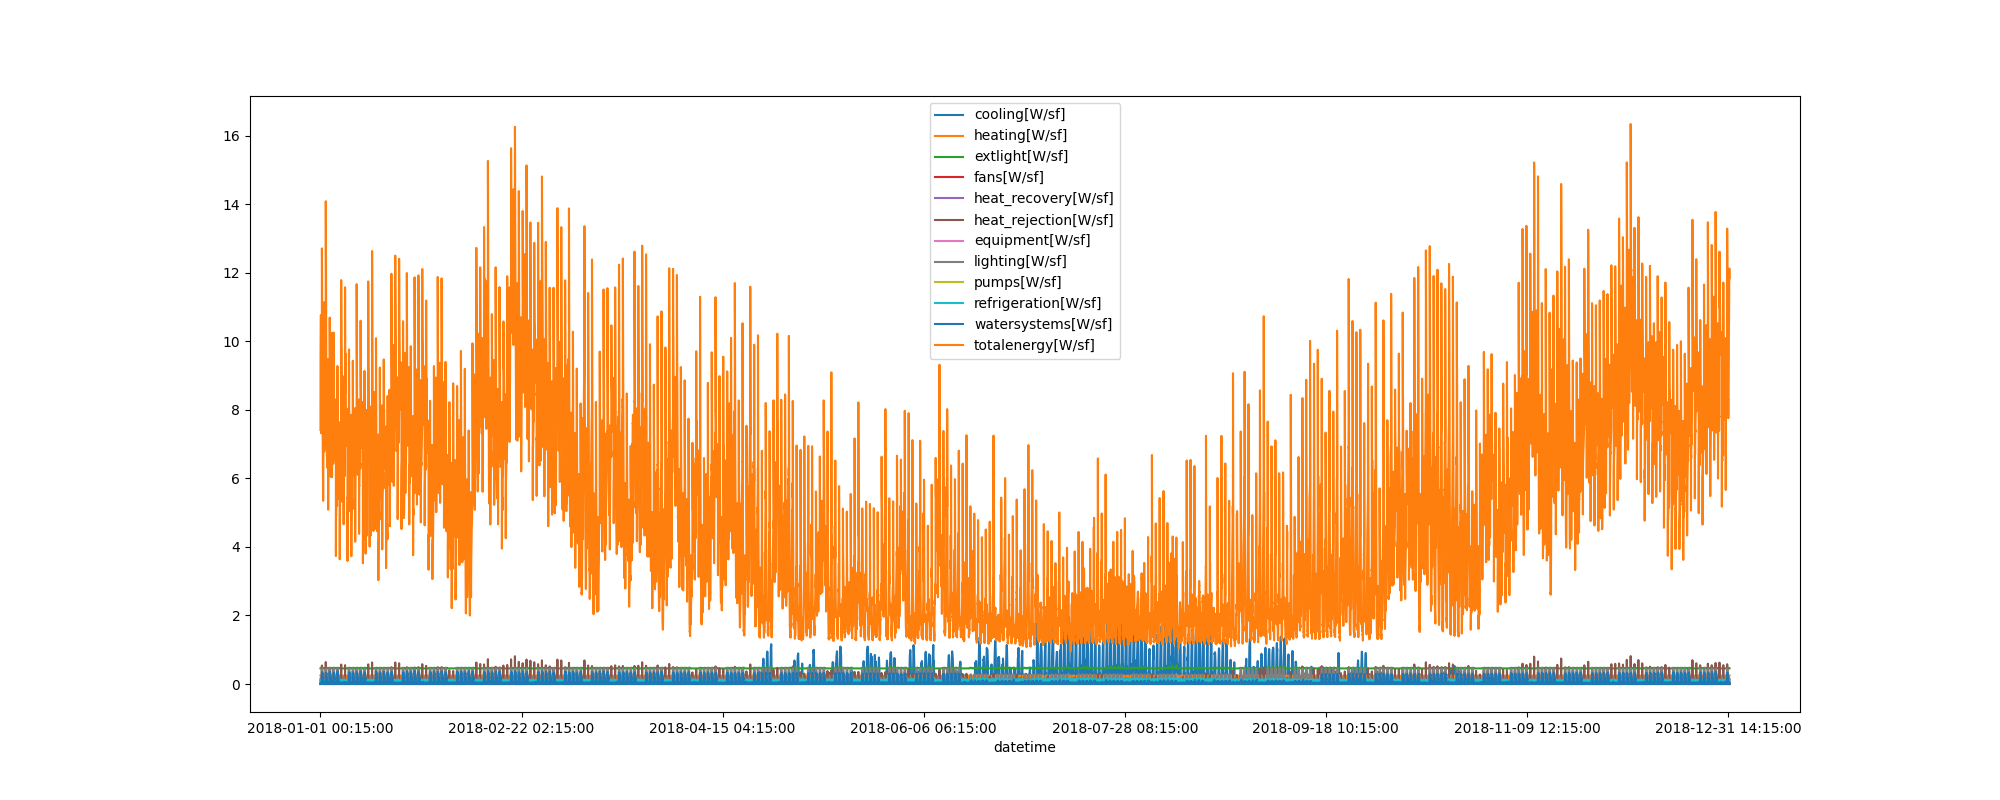 cooling[W/sf]
heating[W/sf]
extlight[W/sf]
fans[W/sf]
heat_recovery[W/sf]
heat_rejection[W/sf]
equipment[W/sf]
lighting[W/sf]
pumps[W/sf]
refrigeration[W/sf]
watersystems[W/sf]
totalenergy[W/sf]
16
14
12
10
8
6
4
2
0
2018-01-01 00:15:00 2018-02-22 02:15:00 2018-04-15 04:15:00 2018-06-06 06:15:00 2018-07-28 08:15:00 2018-09-18 10:15:00 2018-11-09 12:15:00 2018-12-31 14:15:00
datetime